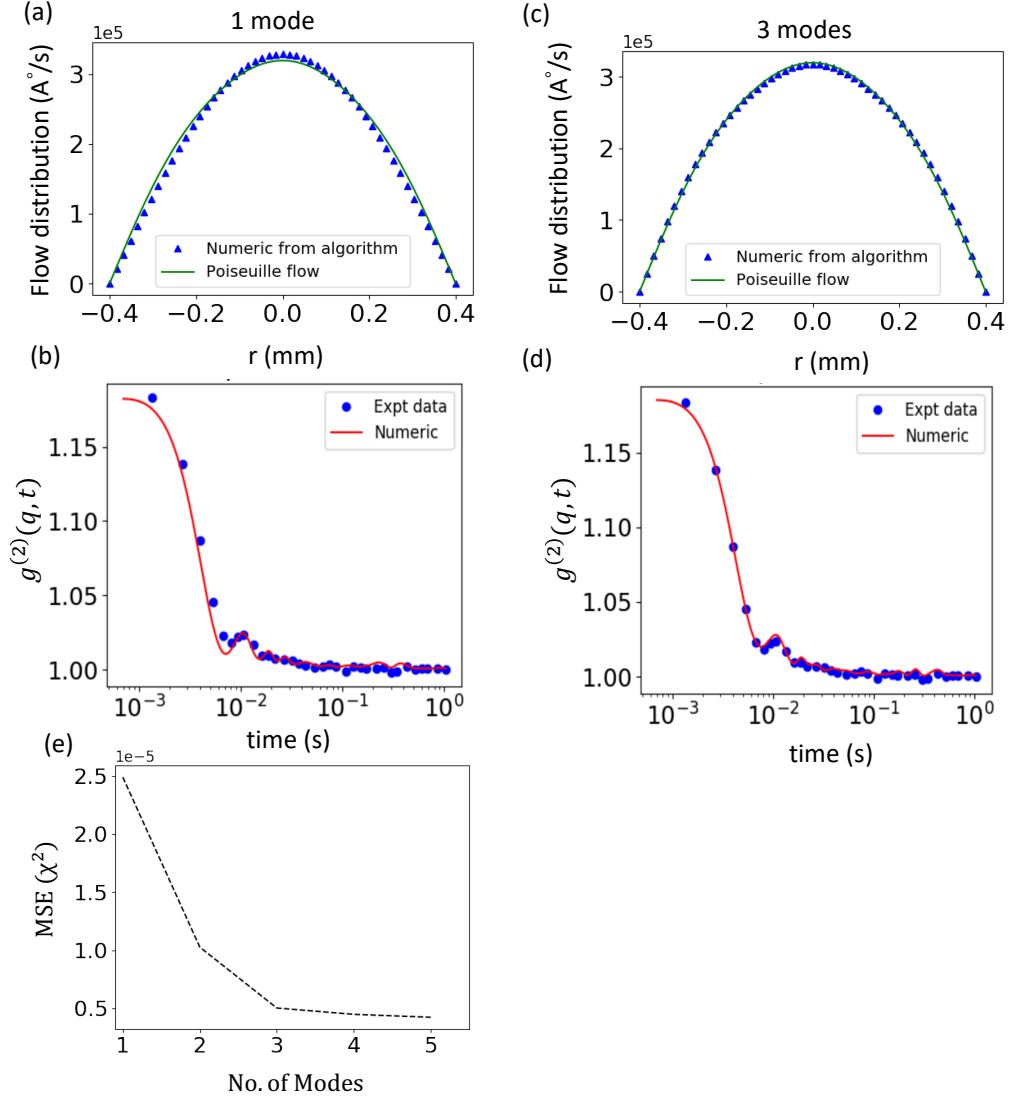 (a)
1 mode
1e5
Flow distribution (A°/s)
3
2
1
0
Numeric from algorithm
Poiseuille flow
−0.4
−0.2
0.0
0.2
0.4
r (mm)
(c)
3 modes
1e5
Flow distribution (A°/s)
3
2
1
0
Numeric from algorithm
Poiseuille flow
−0.4
−0.2
0.0
0.2
0.4
r (mm)
(b)
g⁽²⁾(q, t)
1.15
1.10
1.05
1.00
Expt data
Numeric
10⁻³
10⁻²
10⁻¹
10⁰
time (s)
(d)
g⁽²⁾(q, t)
1.15
1.10
1.05
1.00
Expt data
Numeric
10⁻³
10⁻²
10⁻¹
10⁰
time (s)
(e)
1e−5
MSE (χ²)
2.5
2.0
1.5
1.0
0.5
1
2
3
4
5
No. of Modes